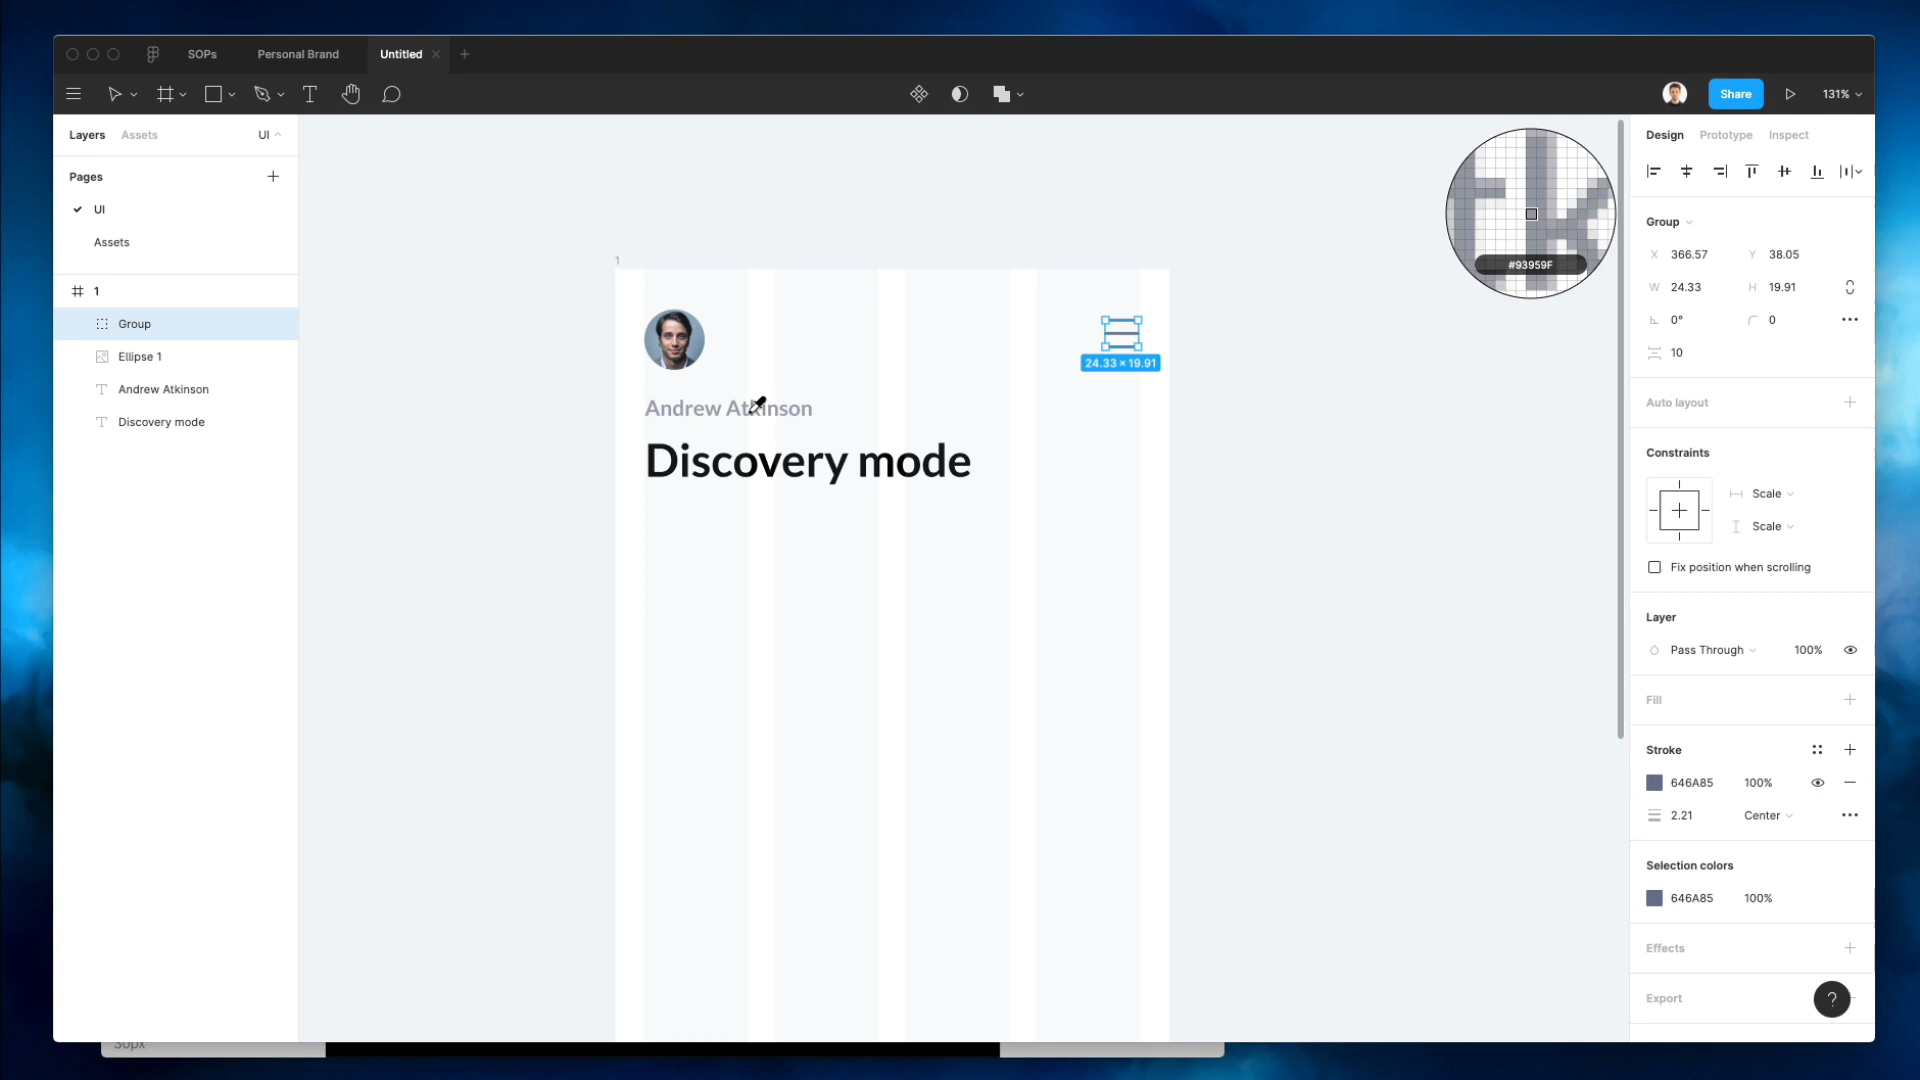 SOPs
Personal Brand
Untitled
Share
131%
Layers
Assets
UI
Pages
UI
Assets
1
Group
Ellipse 1
Andrew Atkinson
Discovery mode
1
24.33 × 19.91
Andrew Atkinson
Discovery mode
#93959F
Design
Prototype
Inspect
Group
X 366.57 Y 38.05
W 24.33 H 19.91
0° 0
10
Auto layout
Constraints
Scale
Scale
Fix position when scrolling
Layer
Pass Through 100%
Fill
Stroke
646A85 100%
2.21 Center
Selection colors
646A85 100%
Effects
Export
?
30px